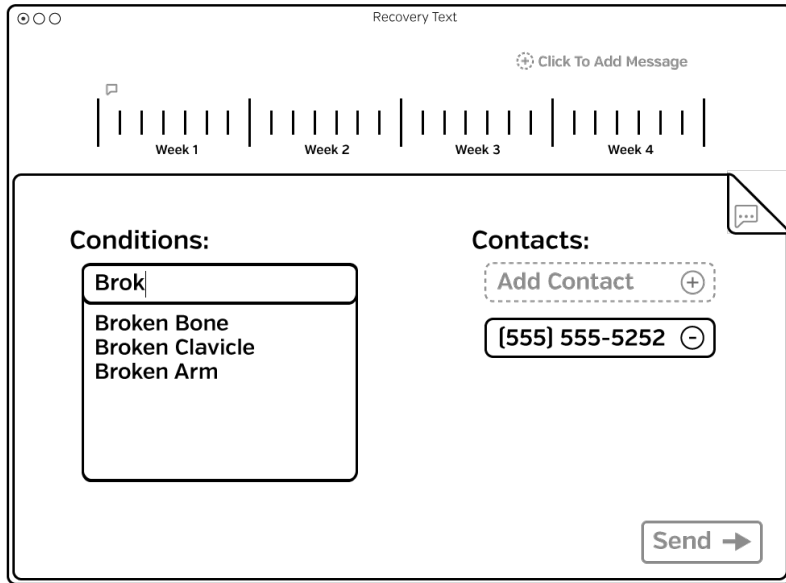 Recovery Text
Click To Add Message
Week 1 Week 2 Week 3 Week 4
Conditions:
Brok
Broken Bone
Broken Clavicle
Broken Arm
Contacts:
Add Contact
(555) 555-5252
Send